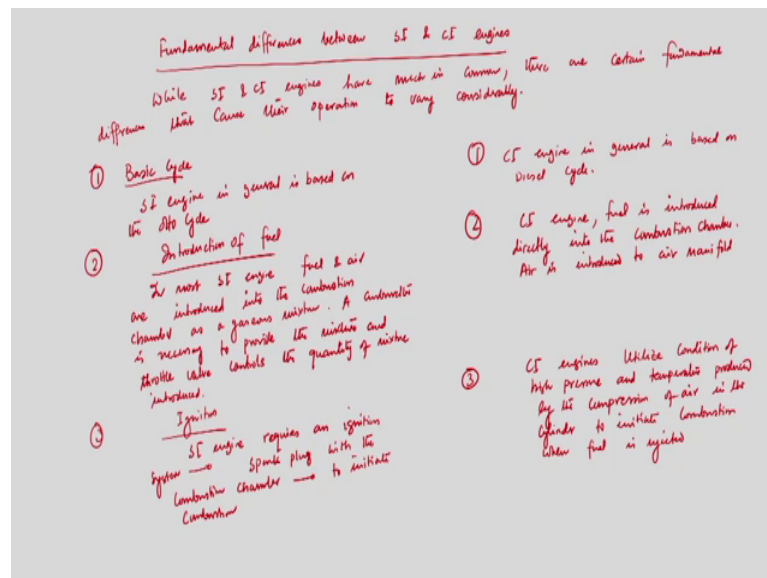 Fundamental differences between SI & CI engines
While SI & CI engines have much in common, there are certain fundamental
differences that cause their operation to vary considerably.
① Basic Cycle
SI engine in general is based on
the Otto Cycle
② Introduction of fuel
In most SI engine fuel & air
are introduced into the combustion
chamber as a gaseous mixture. A carburettor
is necessary to provide the mixture and
throttle valve controls the quantity of mixture
introduced.
③ Ignition
SI engine requires an ignition
system → spark plug with the
combustion chamber → to initiate
Combustion
① CI engine in general is based on
Diesel cycle.
② CI engine, fuel is introduced
directly into the combustion chamber.
Air is introduced to air manifold
③ CI engines utilize condition of
high pressure and temperature produced
by the compression of air in the
cylinder to initiate combustion
when fuel is injected